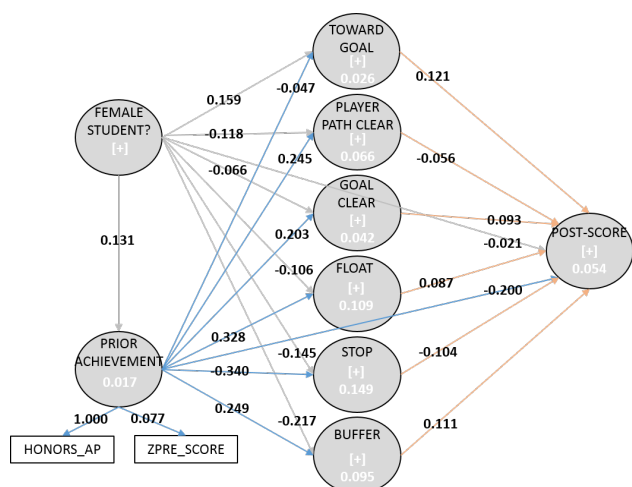 TOWARD
GOAL
[+]
0.026
0.121
0.159
-0.047
FEMALE
STUDENT?
[+]
PLAYER
PATH CLEAR
[+]
0.066
-0.118
0.245
-0.056
-0.066
GOAL
CLEAR
[+]
0.042
0.203
0.093
-0.021
POST-SCORE
[+]
0.054
0.131
-0.106
FLOAT
[+]
0.109
0.087
-0.200
PRIOR
ACHIEVEMENT
0.017
0.328
-0.145
-0.340
STOP
[+]
0.149
-0.104
0.249
-0.217
BUFFER
[+]
0.095
0.111
1.000
0.077
HONORS_AP
ZPRE_SCORE